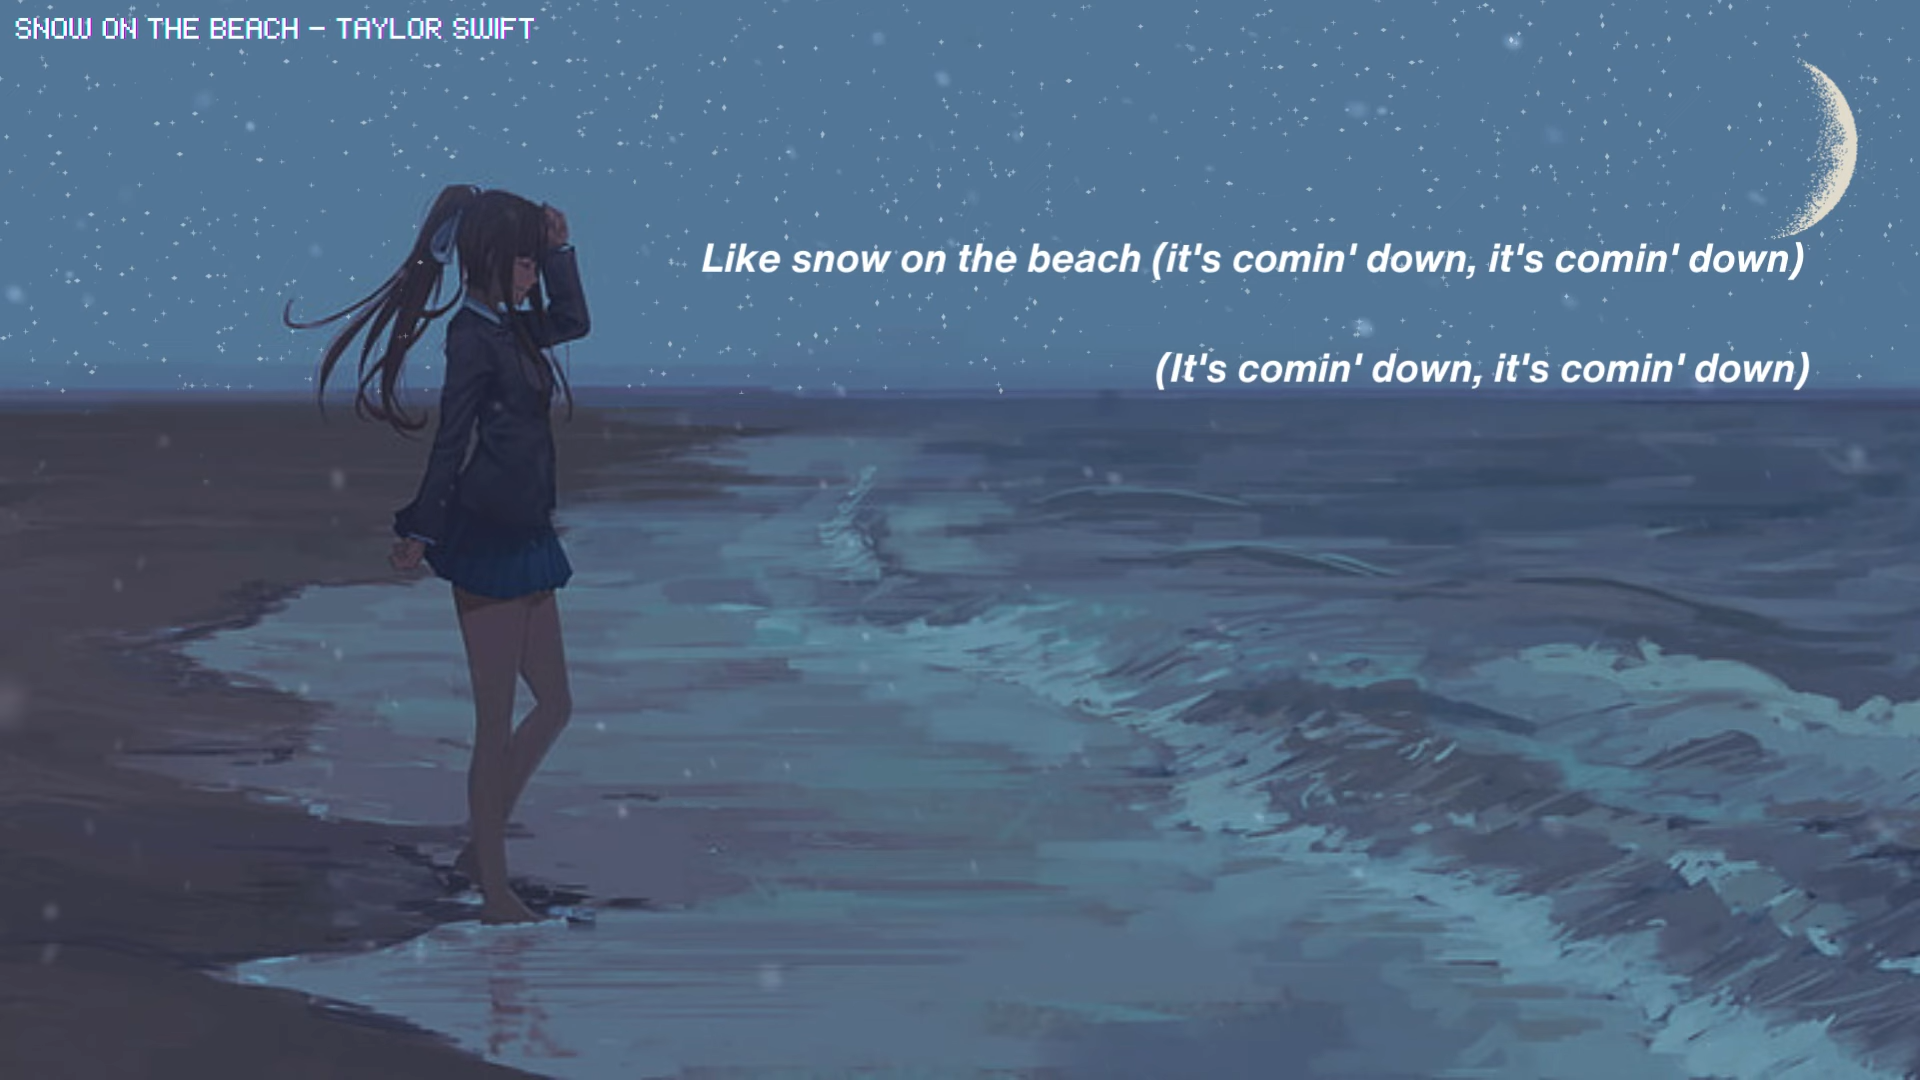 SNOW ON THE BEACH - TAYLOR SWIFT
Like snow on the beach (it's comin' down, it's comin' down)
(It's comin' down, it's comin' down)